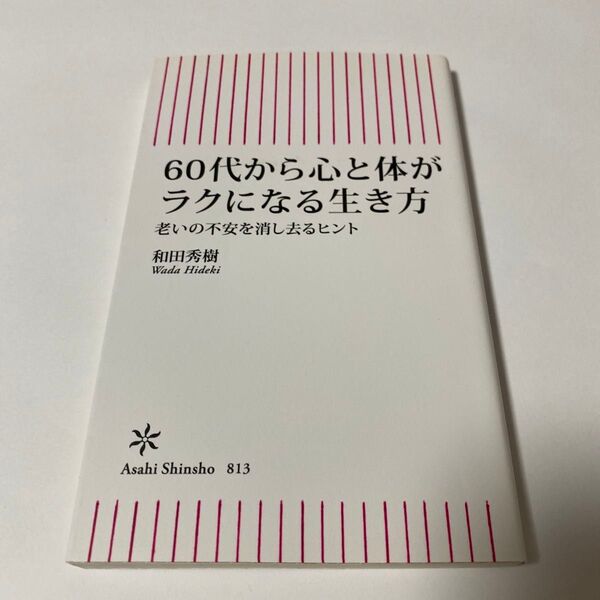 60代から心と体が
ラクになる生き方
老いの不安を消し去るヒント
和田秀樹
Wada Hideki
Asahi Shinsho 813